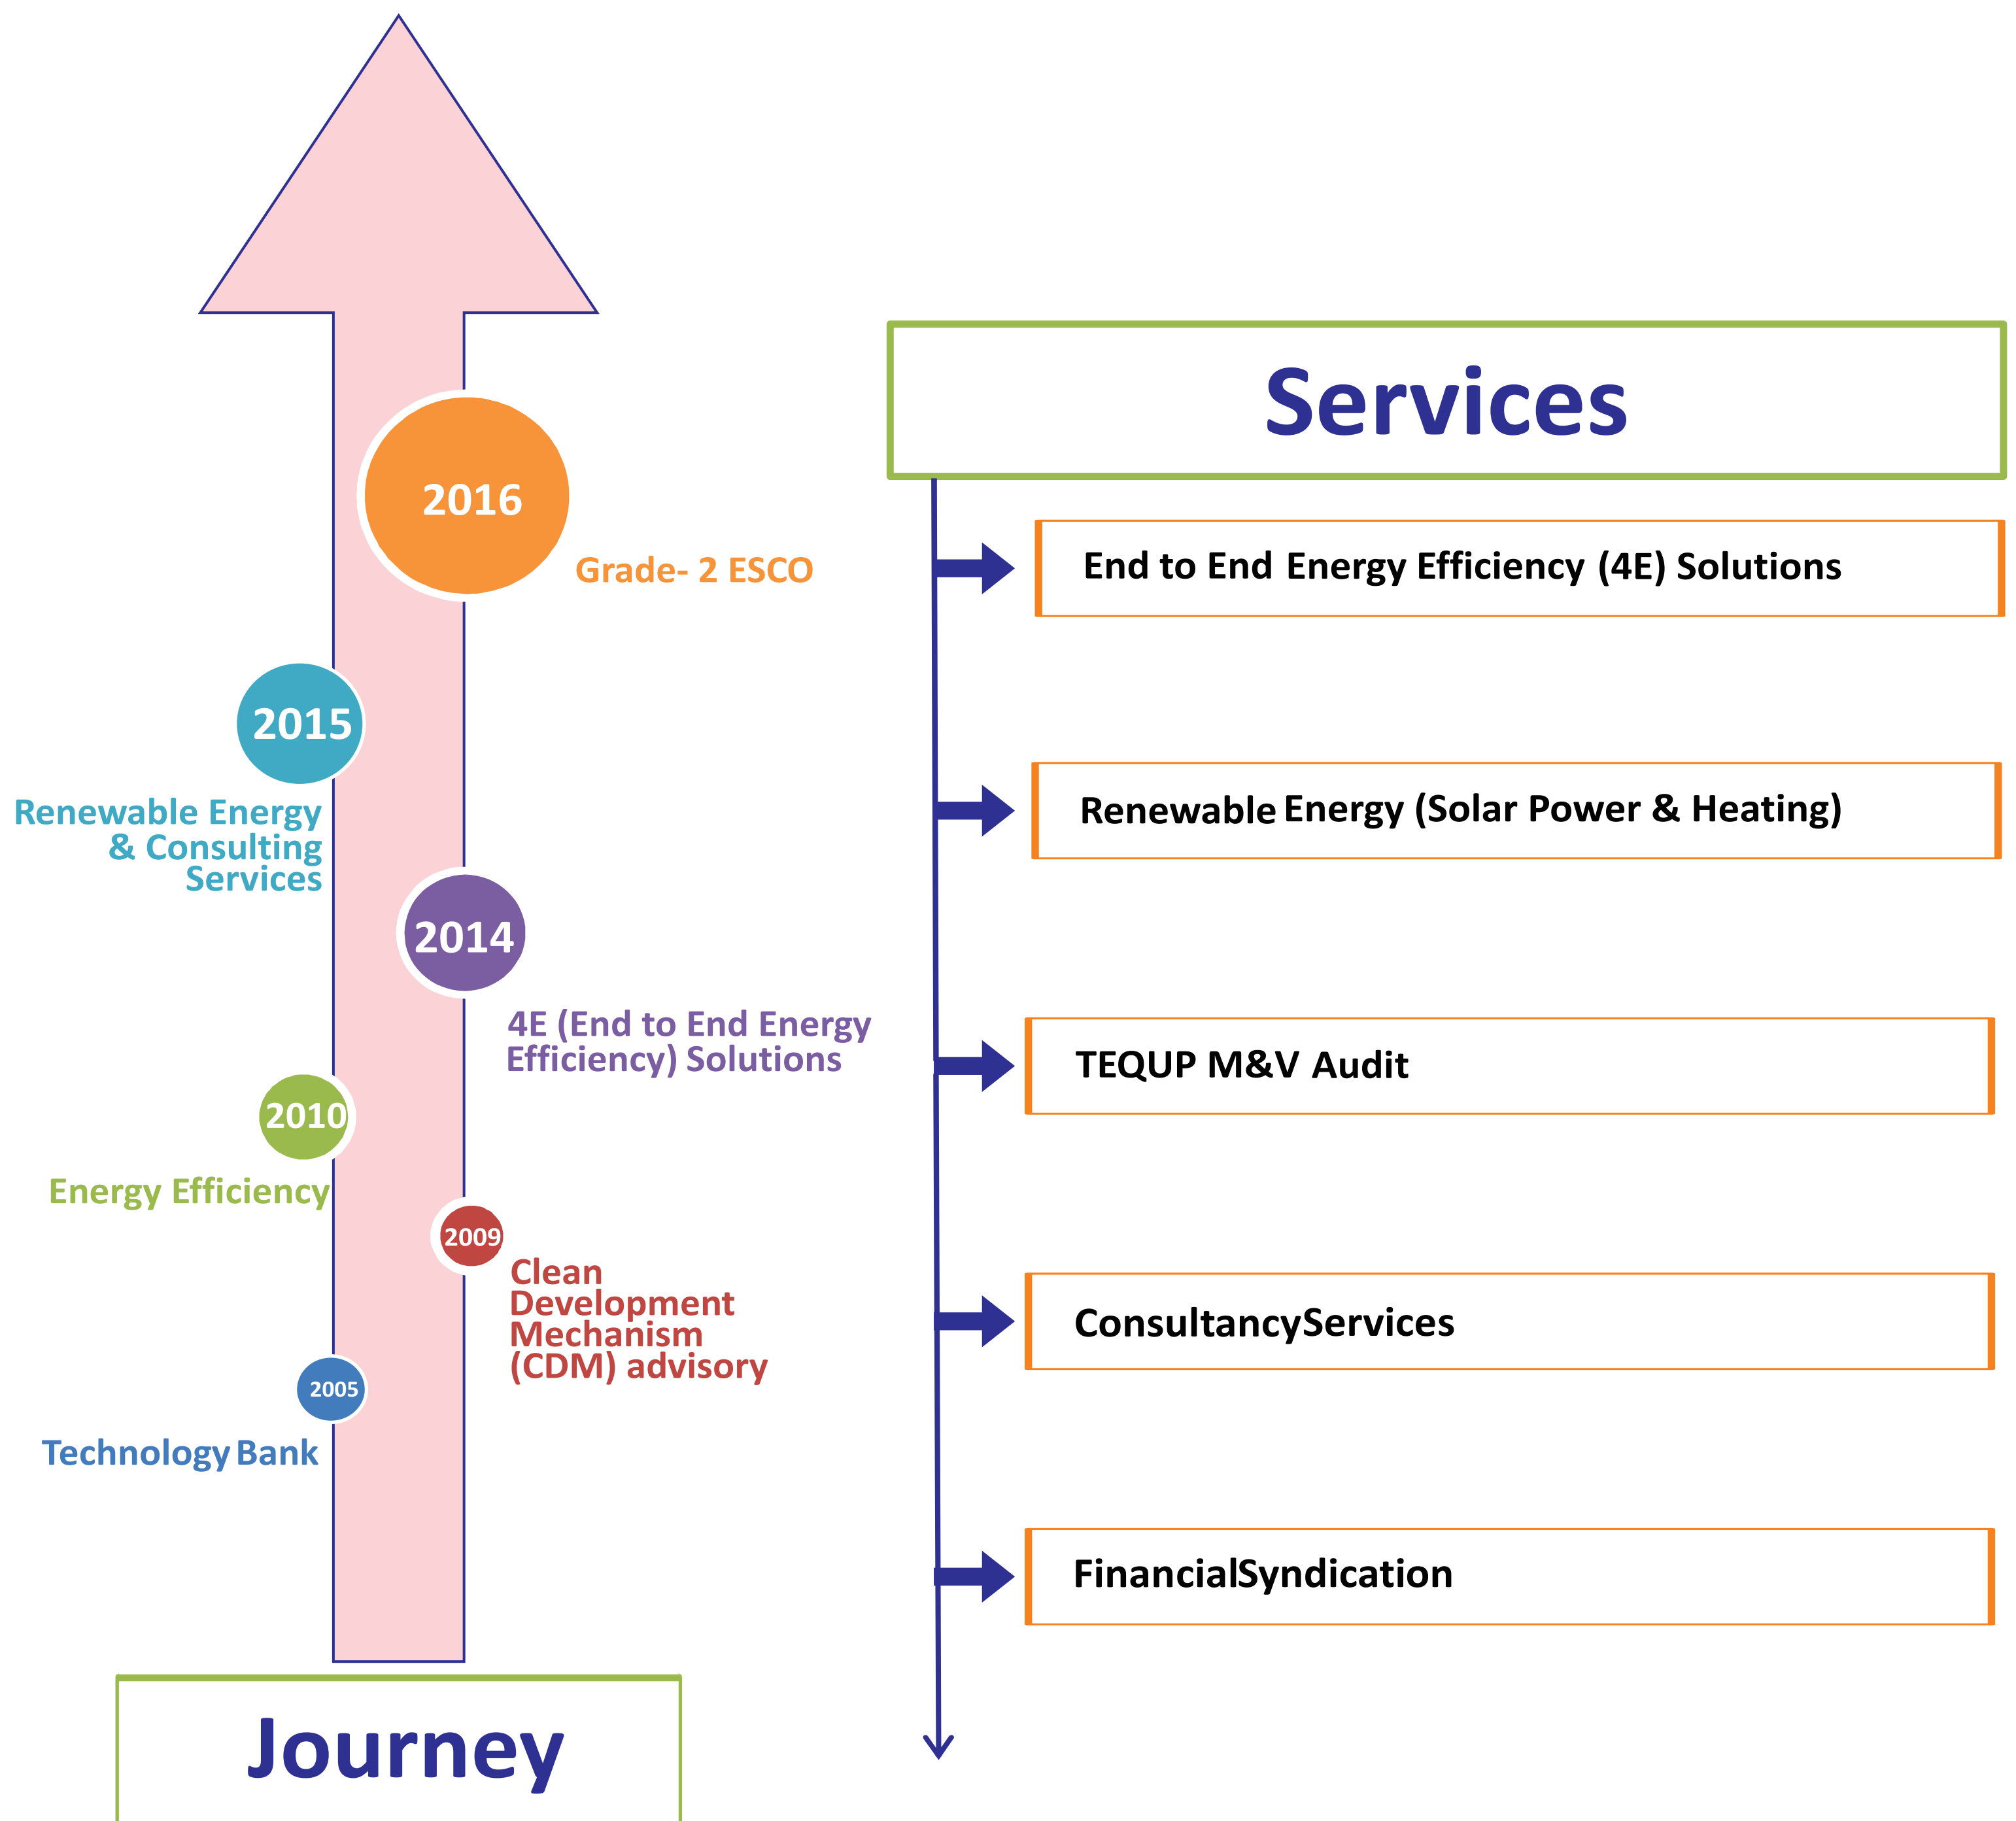 2016
Grade- 2 ESCO
2015
Renewable Energy
& Consulting
Services
2014
4E (End to End Energy
Efficiency) Solutions
2010
Energy Efficiency
2009
Clean
Development
Mechanism
(CDM) advisory
2005
Technology Bank
Journey
Services
End to End Energy Efficiency (4E) Solutions
Renewable Energy (Solar Power & Heating)
TEQUP M&V Audit
ConsultancyServices
FinancialSyndication